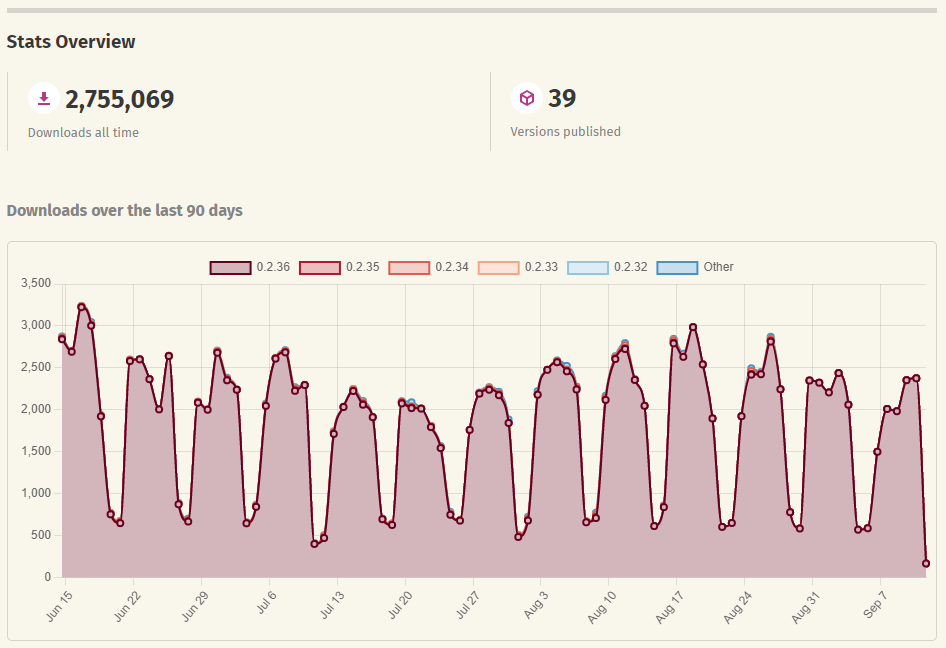 Stats Overview
2,755,069
Downloads all time
39
Versions published
Downloads over the last 90 days
0.2.36 0.2.35 0.2.34 0.2.33 0.2.32 Other
3,500
3,000
2,500
2,000
1,500
1,000
500
0
Jun 15 Jun 22 Jun 29 Jul 6 Jul 13 Jul 20 Jul 27 Aug 3 Aug 10 Aug 17 Aug 24 Aug 31 Sep 7